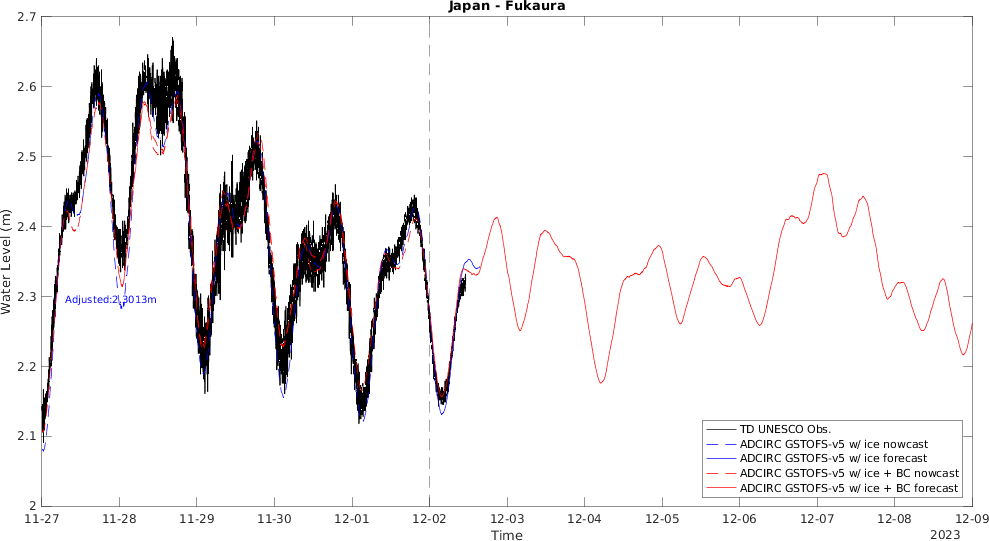 Japan - Fukaura
Water Level (m)
2.7
2.6
2.5
2.4
2.3
2.2
2.1
2
Adjusted:2.3013m
TD UNESCO Obs.
ADCIRC GSTOFS-v5 w/ ice nowcast
ADCIRC GSTOFS-v5 w/ ice forecast
ADCIRC GSTOFS-v5 w/ ice + BC nowcast
ADCIRC GSTOFS-v5 w/ ice + BC forecast
11-27 11-28 11-29 11-30 12-01 12-02 12-03 12-04 12-05 12-06 12-07 12-08 12-09
Time
2023